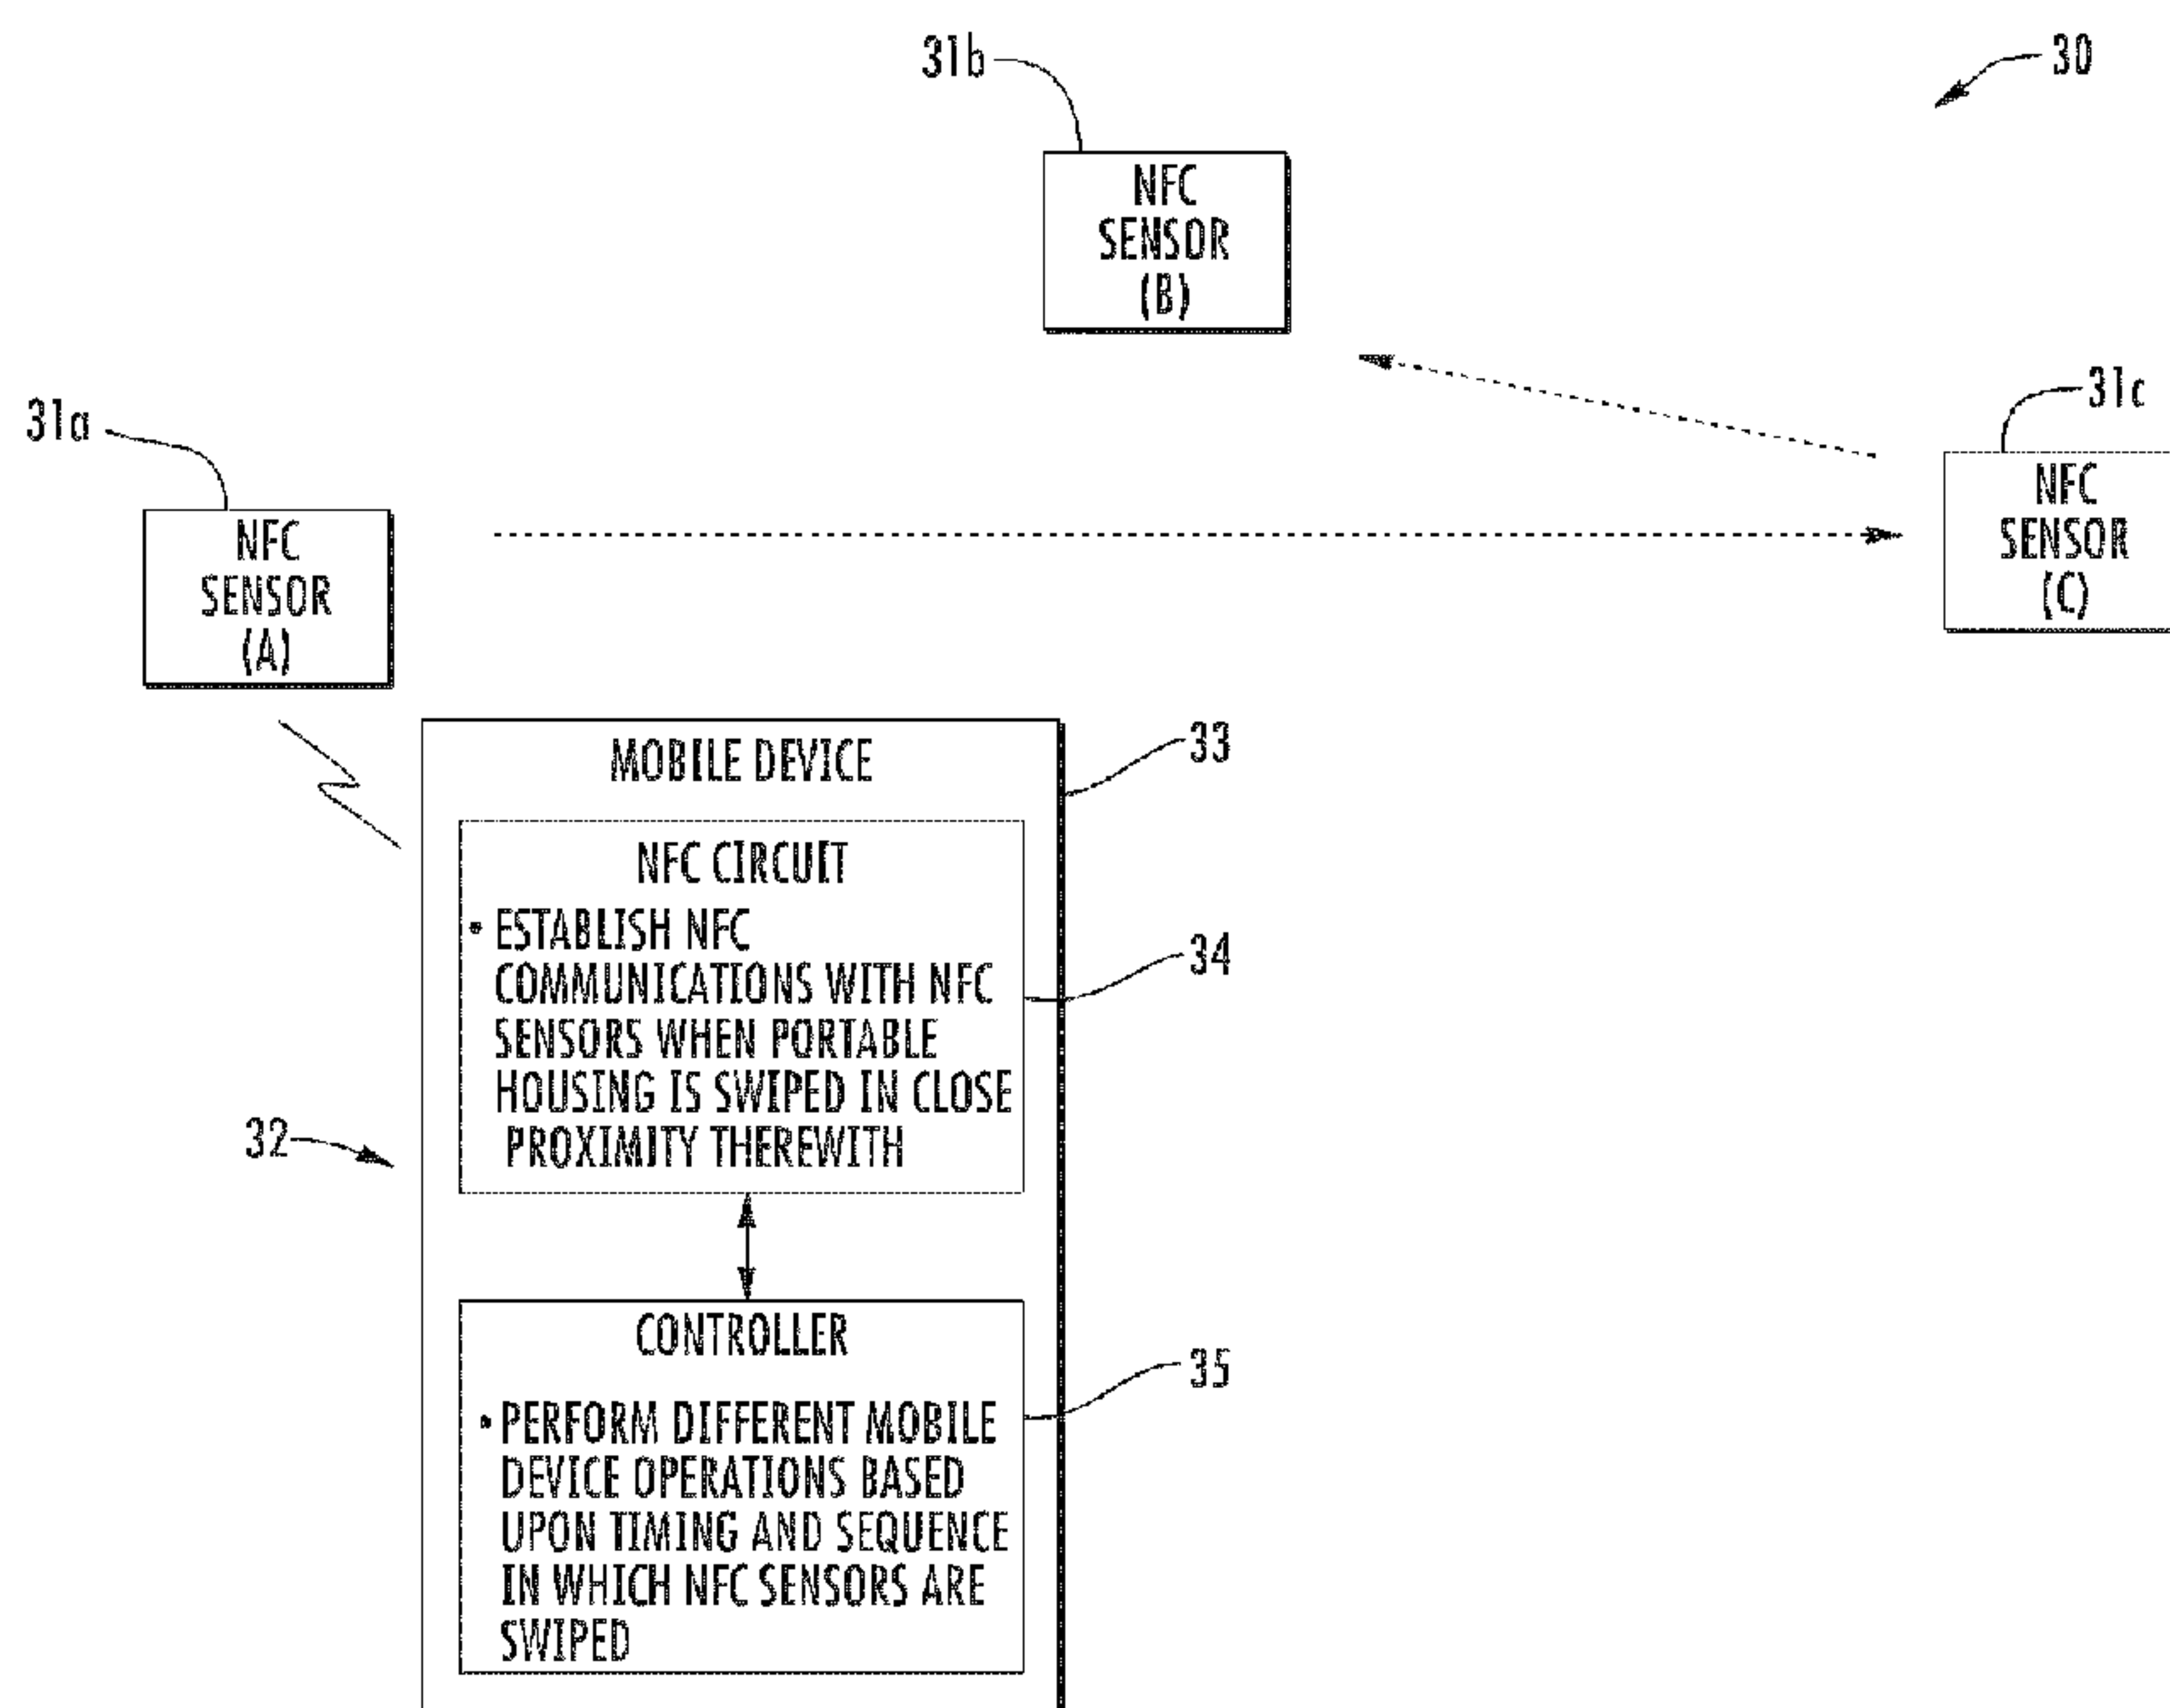 31b
30
NFC
SENSOR
(B)
31a
31c
NFC
SENSOR
(A)
NFC
SENSOR
(C)
MOBILE DEVICE
33
NFC CIRCUIT
• ESTABLISH NFC
COMMUNICATIONS WITH NFC
SENSORS WHEN PORTABLE
HOUSING IS SWIPED IN CLOSE
PROXIMITY THEREWITH
34
32
CONTROLLER
35
• PERFORM DIFFERENT MOBILE
DEVICE OPERATIONS BASED
UPON TIMING AND SEQUENCE
IN WHICH NFC SENSORS ARE
SWIPED